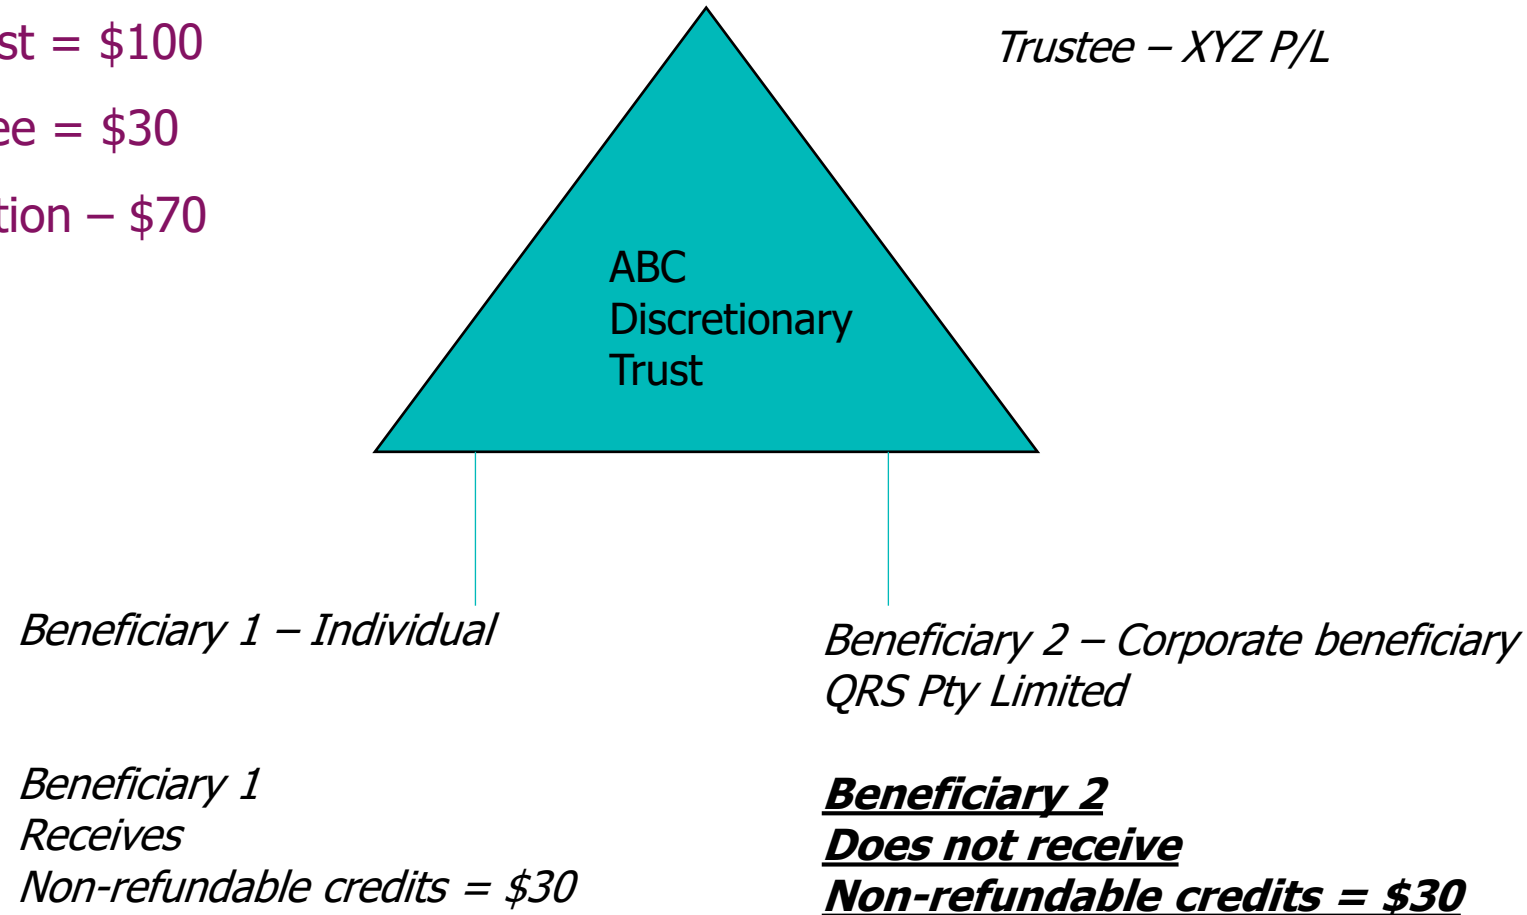 st = $100
Trustee – XYZ P/L
ee = $30
tion – $70
ABC
Discretionary
Trust
Beneficiary 1 – Individual
Beneficiary 2 – Corporate beneficiary
QRS Pty Limited
Beneficiary 1
Receives
Non-refundable credits = $30
Beneficiary 2
Does not receive
Non-refundable credits = $30